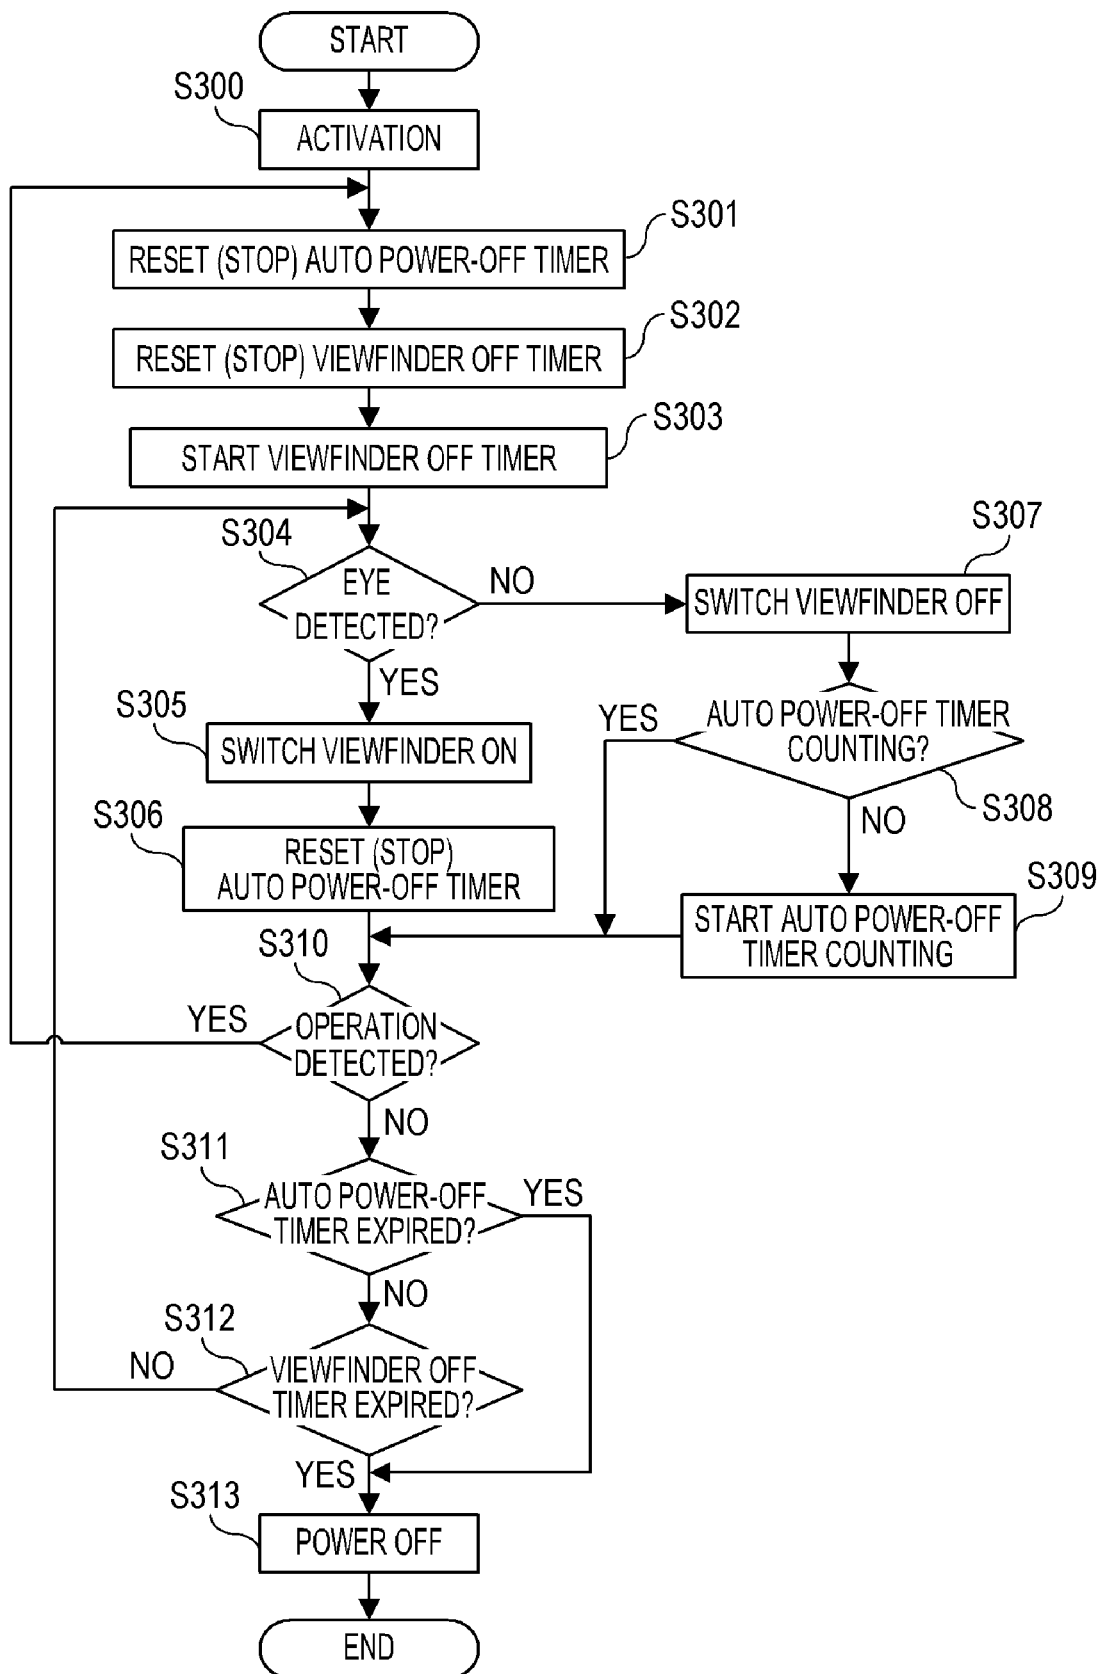 START
S300
ACTIVATION
S301
RESET (STOP) AUTO POWER-OFF TIMER
S302
RESET (STOP) VIEWFINDER OFF TIMER
S303
START VIEWFINDER OFF TIMER
S304
EYE
DETECTED?
NO
YES
S307
SWITCH VIEWFINDER OFF
S305
SWITCH VIEWFINDER ON
YES
AUTO POWER-OFF TIMER
COUNTING?
S308
NO
S306
RESET (STOP)
AUTO POWER-OFF TIMER
S309
START AUTO POWER-OFF
TIMER COUNTING
S310
YES
OPERATION
DETECTED?
NO
S311
AUTO POWER-OFF
TIMER EXPIRED?
YES
NO
S312
NO
VIEWFINDER OFF
TIMER EXPIRED?
YES
S313
POWER OFF
END